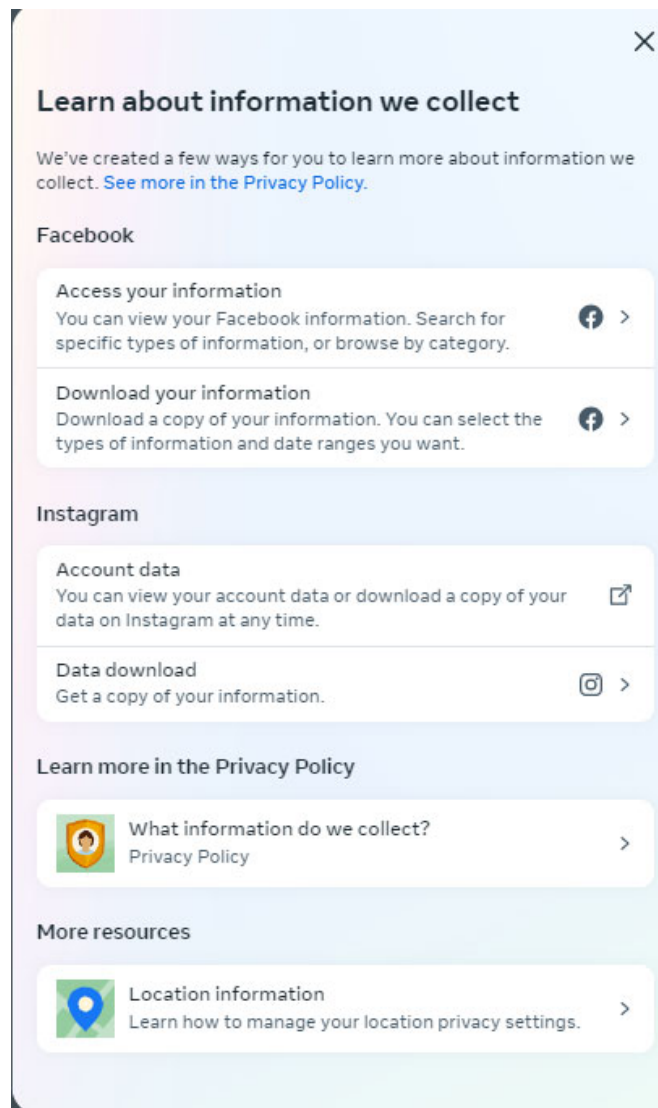 Learn about information we collect
We've created a few ways for you to learn more about information we
collect. See more in the Privacy Policy.
Facebook
Access your information
You can view your Facebook information. Search for
specific types of information, or browse by category.
Download your information
Download a copy of your information. You can select the
types of information and date ranges you want.
Instagram
Account data
You can view your account data or download a copy of your
data on Instagram at any time.
Data download
Get a copy of your information.
Learn more in the Privacy Policy
What information do we collect?
Privacy Policy
More resources
Location information
Learn how to manage your location privacy settings.